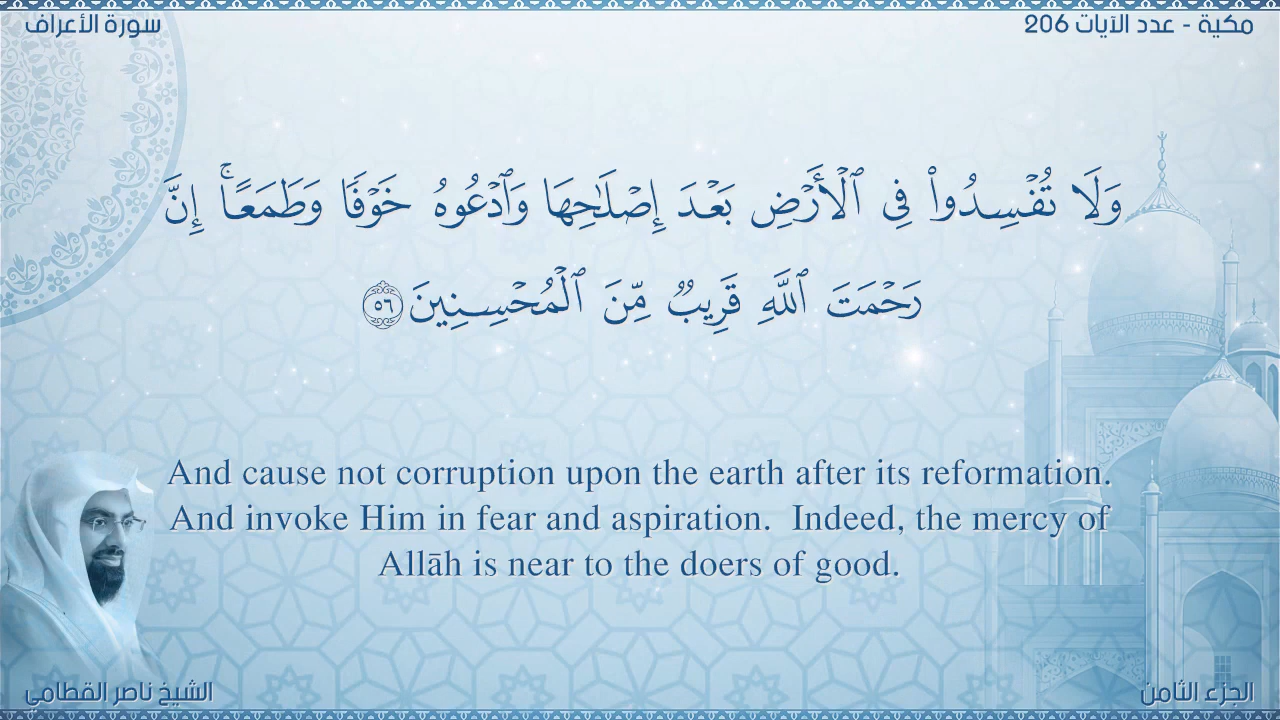 مكية - عدد الآيات 206
سورة الأعراف
وَلَا تُفْسِدُوا۟ فِى ٱلْأَرْضِ بَعْدَ إِصْلَـٰحِهَا وَٱدْعُوهُ خَوْفًا وَطَمَعًا ۚ إِنَّ
رَحْمَتَ ٱللَّهِ قَرِيبٌ مِّنَ ٱلْمُحْسِنِينَ ٥٦
And cause not corruption upon the earth after its reformation.
And invoke Him in fear and aspiration. Indeed, the mercy of
Allāh is near to the doers of good.
الجزء الثامن
الشيخ ناصر القطامي